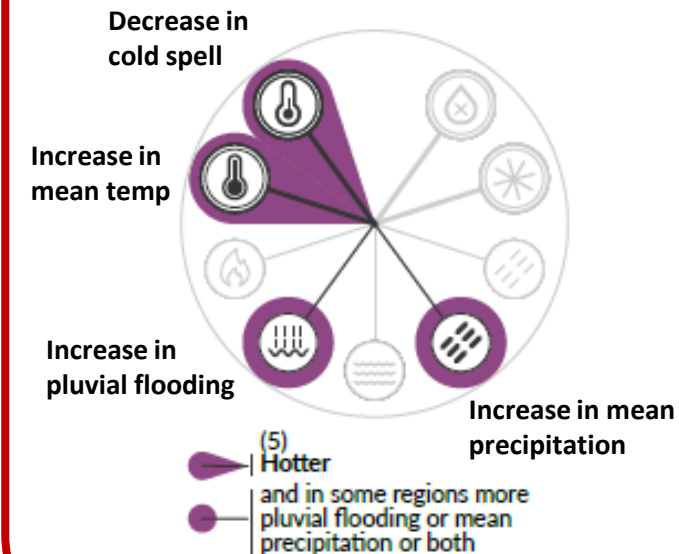 Decrease in
cold spell
Increase in
mean temp
Increase in
pluvial flooding
Increase in mean
precipitation
(5)
Hotter
and in some regions more
pluvial flooding or mean
precipitation or both